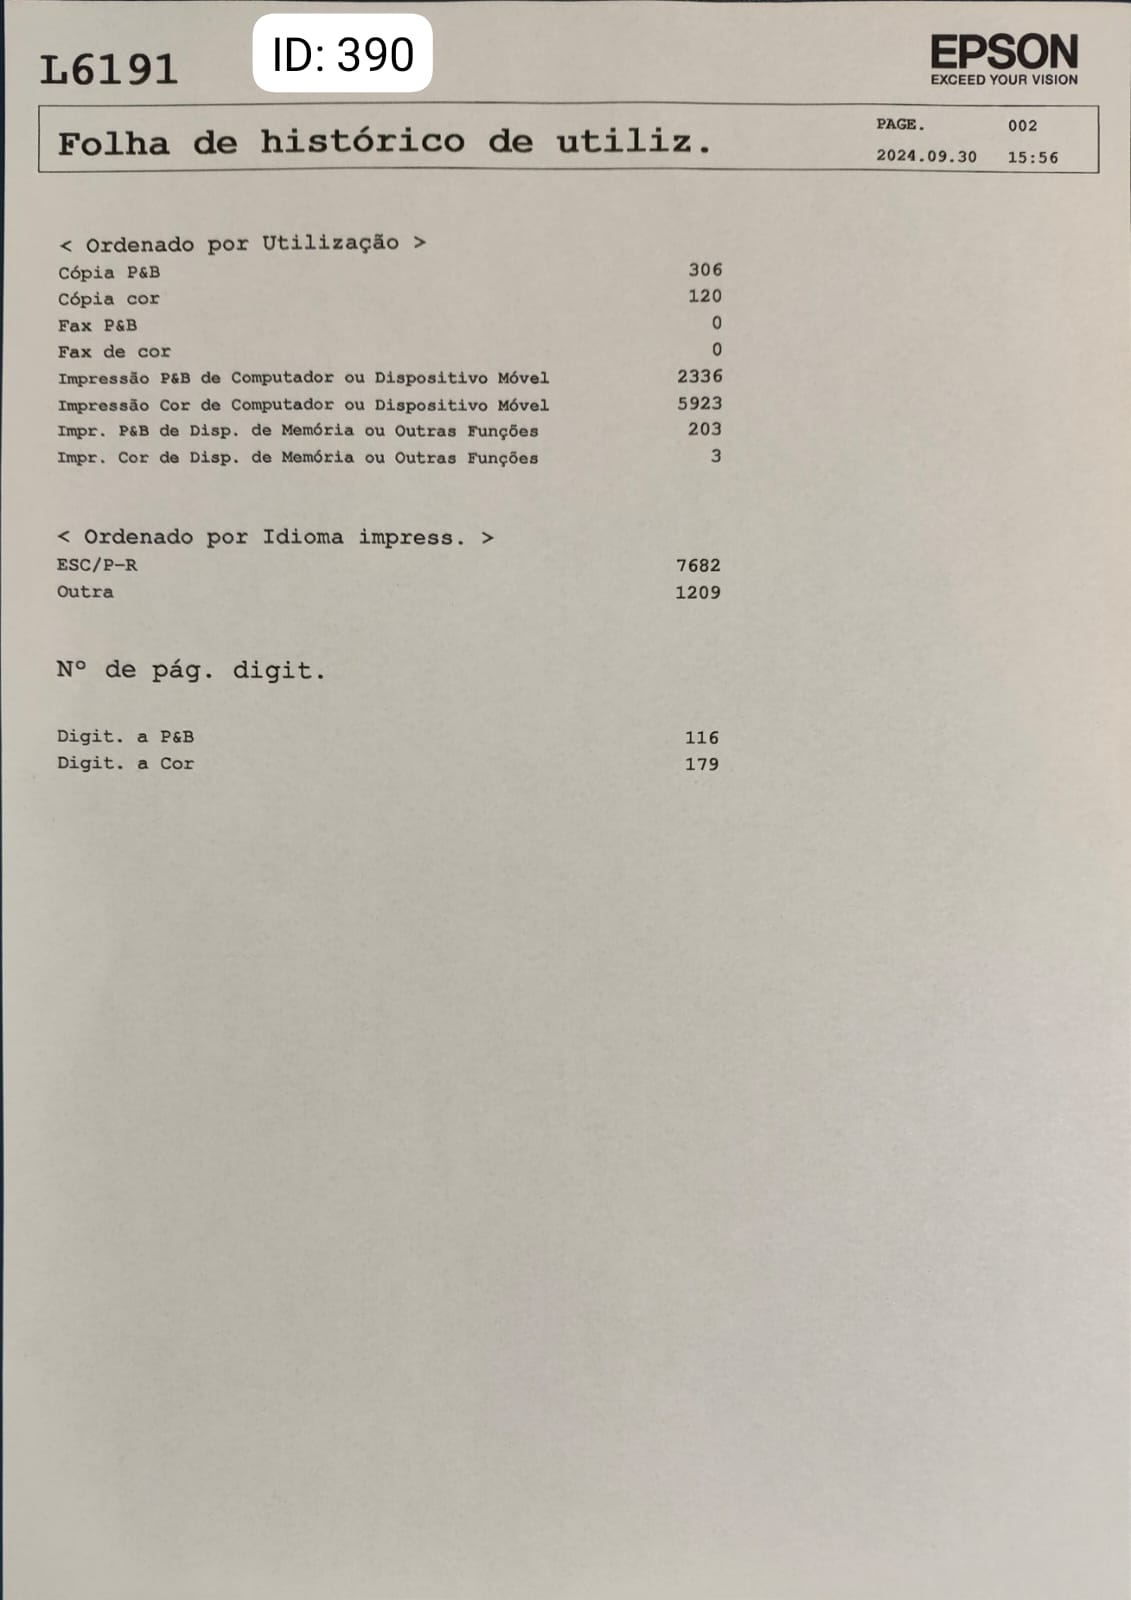 L6191
ID: 390
EPSON
EXCEED YOUR VISION
Folha de histórico de utiliz.
PAGE. 002
2024.09.30 15:56
< Ordenado por Utilização >
Cópia P&B 306
Cópia cor 120
Fax P&B 0
Fax de cor 0
Impressão P&B de Computador ou Dispositivo Móvel 2336
Impressão Cor de Computador ou Dispositivo Móvel 5923
Impr. P&B de Disp. de Memória ou Outras Funções 203
Impr. Cor de Disp. de Memória ou Outras Funções 3
< Ordenado por Idioma impress. >
ESC/P-R 7682
Outra 1209
Nº de pág. digit.
Digit. a P&B 116
Digit. a Cor 179